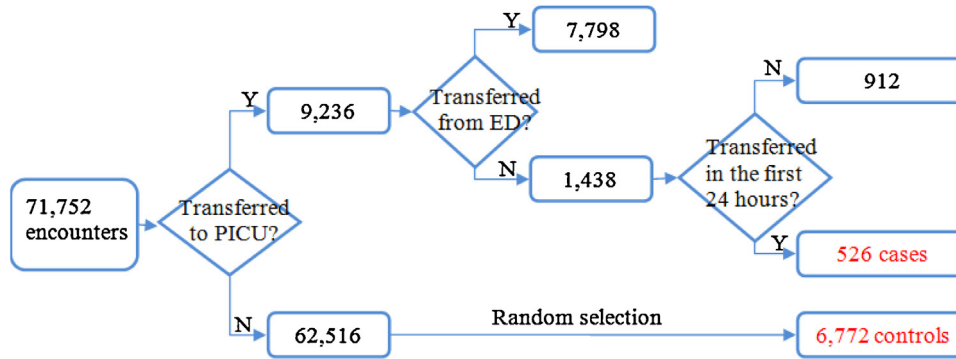 71,752
encounters
Transferred
to PICU?
Y
9,236
Transferred
from ED?
Y
7,798
N
1,438
Transferred
in the first
24 hours?
N
912
Y
526 cases
N
62,516
Random selection
6,772 controls